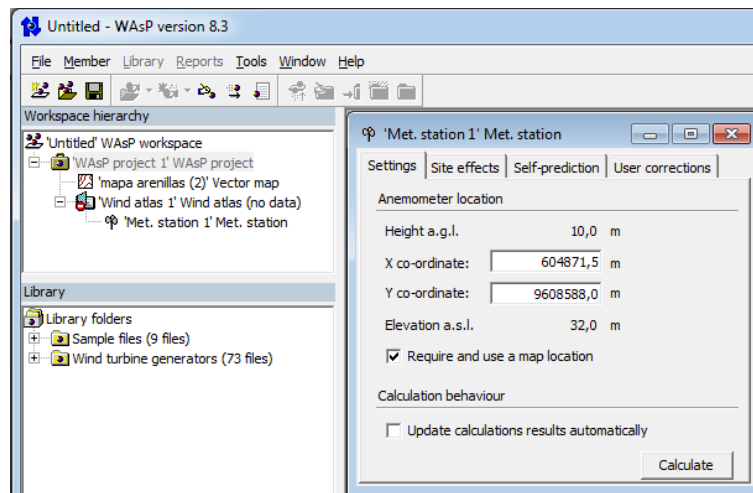 Untitled - WAsP version 8.3
File Member Library Reports Tools Window Help
Workspace hierarchy
'Untitled' WAsP workspace
'WAsP project 1' WAsP project
'mapa arenillas (2)' Vector map
'Wind atlas 1' Wind atlas (no data)
'Met. station 1' Met. station
Library
Library folders
Sample files (9 files)
Wind turbine generators (73 files)
'Met. station 1' Met. station
Settings Site effects Self-prediction User corrections
Anemometer location
Height a.g.l. 10,0 m
X co-ordinate: 604871,5 m
Y co-ordinate: 9608588,0 m
Elevation a.s.l. 32,0 m
Require and use a map location
Calculation behaviour
Update calculations results automatically
Calculate